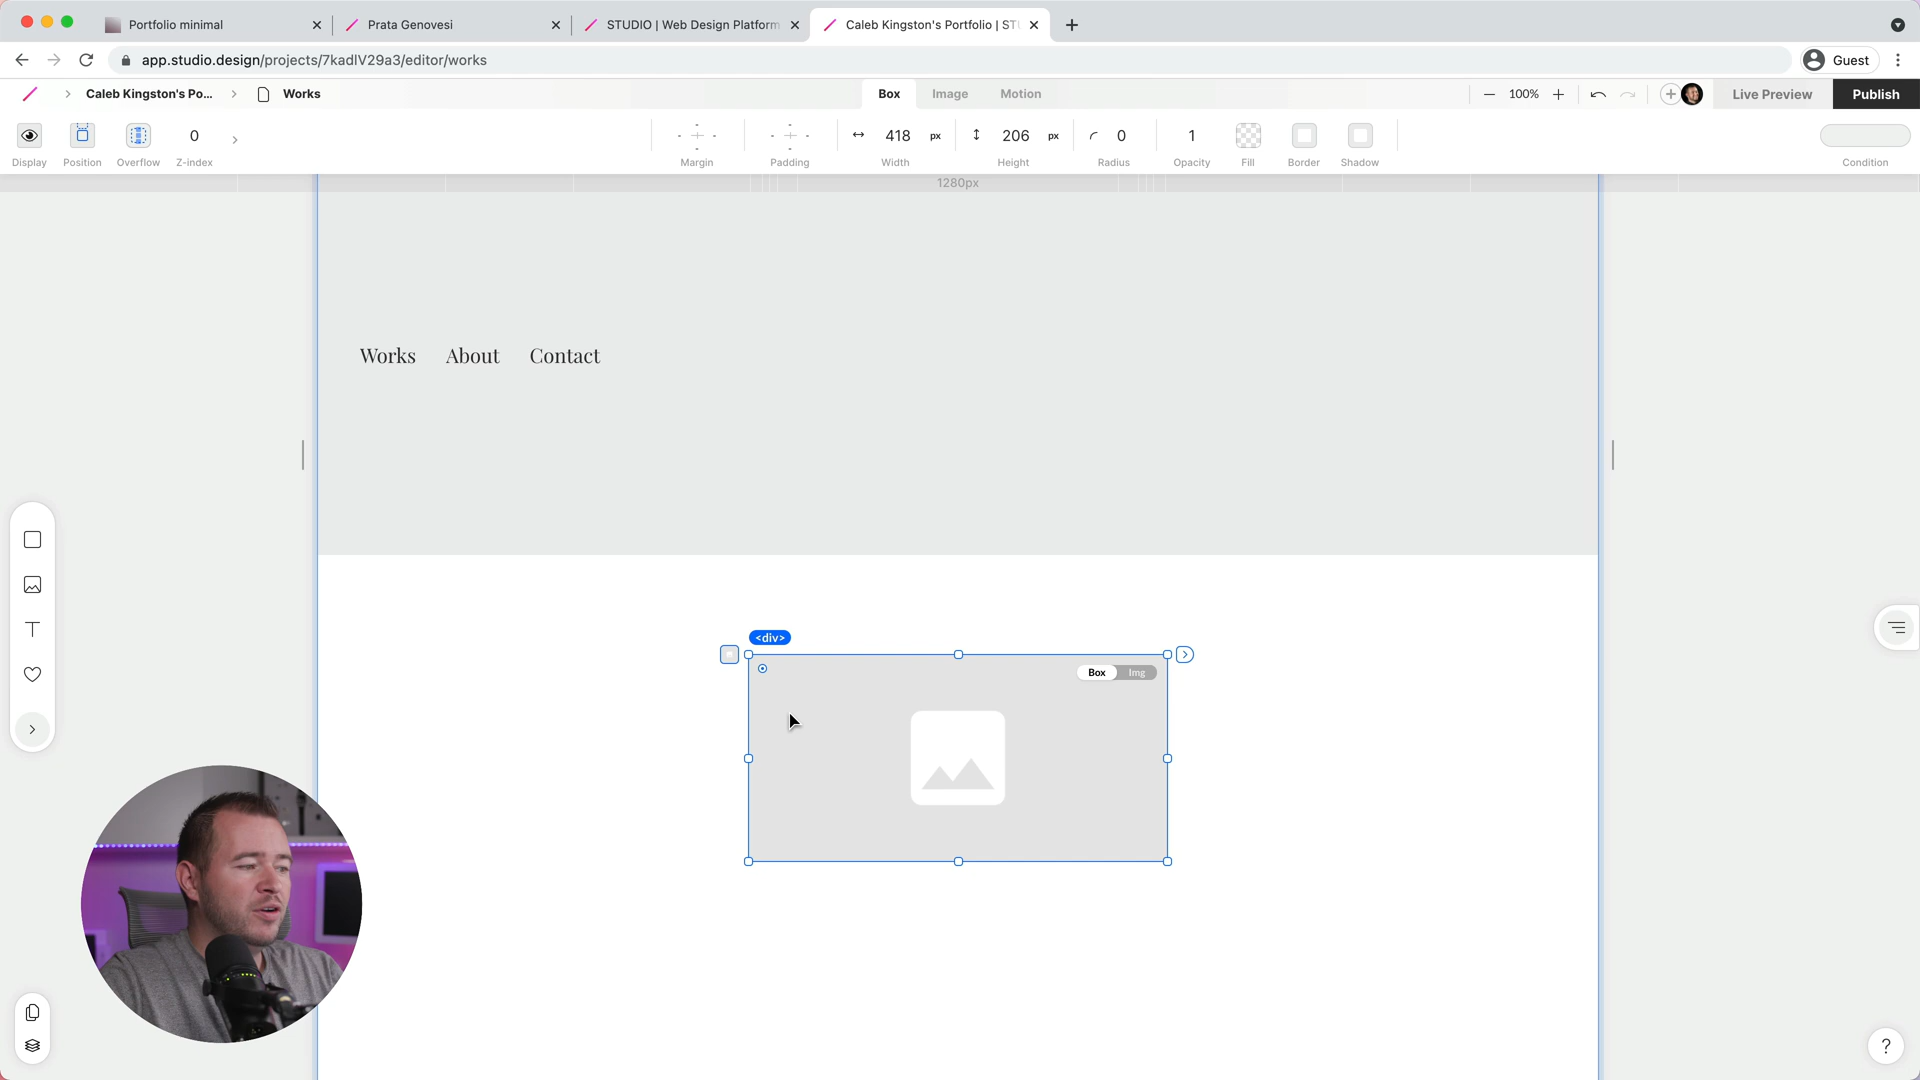 Portfolio minimal
Prata Genovesi
STUDIO | Web Design Platform
Caleb Kingston's Portfolio | STU
app.studio.design/projects/7kadlV29a3/editor/works
Guest
Caleb Kingston's Po...
Works
Box
Image
Motion
100%
Live Preview
Publish
0
418 px
206 px
0
1
Display
Position
Overflow
Z-index
Margin
Padding
Width
Height
Radius
Opacity
Fill
Border
Shadow
Condition
1280px
Works
About
Contact
<div>
Box
Img
?